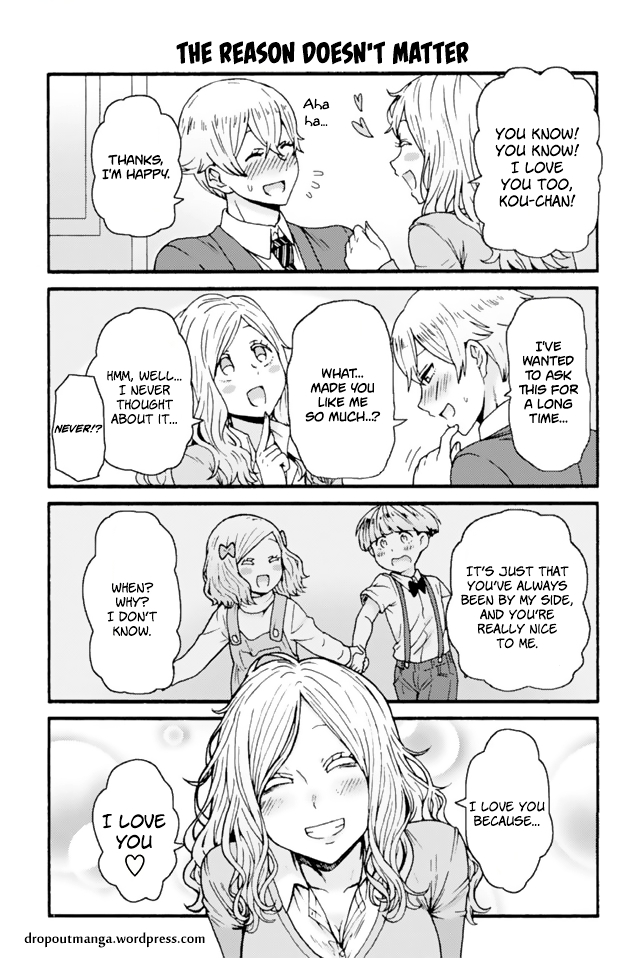 THE REASON DOESN'T MATTER
YOU KNOW!
YOU KNOW!
I LOVE
YOU TOO,
KOU-CHAN!
Aha
ha...
THANKS,
I'M HAPPY.
I'VE
WANTED
TO ASK
THIS FOR
A LONG
TIME...
WHAT...
MADE YOU
LIKE ME
SO MUCH..?
HMM, WELL...
I NEVER
THOUGHT
ABOUT IT...
NEVER!?
IT'S JUST THAT
YOU'VE ALWAYS
BEEN BY MY SIDE,
AND YOU'RE
REALLY NICE
TO ME.
WHEN?
WHY?
I DON'T
KNOW.
I LOVE YOU
BECAUSE...
I LOVE
YOU
♡
dropoutmanga.wordpress.com